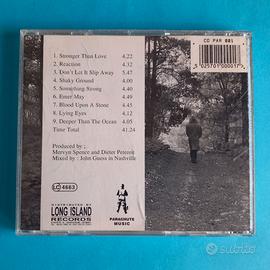 CD PAR 001
1. Stronger Than Love 4.22
2. Reaction 4.32
3. Don't Let It Slip Away 5.47
4. Shaky Ground 4.00
5. Something Strong 4.30
6. Enter May 4.49
7. Blood Upon A Stone 4.45
8. Lying Eyes 4.50
9. Deeper Than The Ocean 4.05
Time Total 41.24
Produced by ;
Mervyn Spence and Dieter Petereit
Mixed by : John Guess in Nashville
LC 4663
DISTRIBUTED BY
LONG ISLAND
RECORDS
PARACHUTE
MUSIC
subito